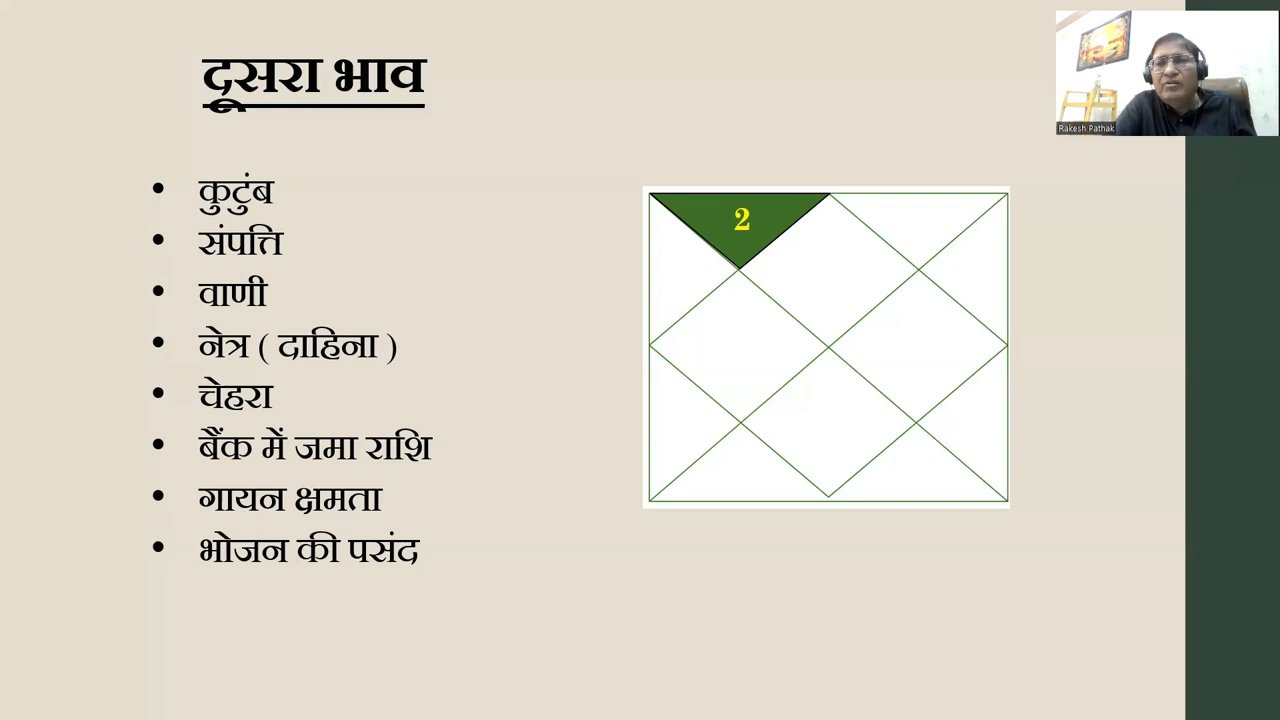 दूसरा भाव
Rakesh Pathak
• कुटुंब
• संपत्ति
• वाणी
• नेत्र ( दाहिना )
• चेहरा
• बैंक में जमा राशि
• गायन क्षमता
• भोजन की पसंद
2